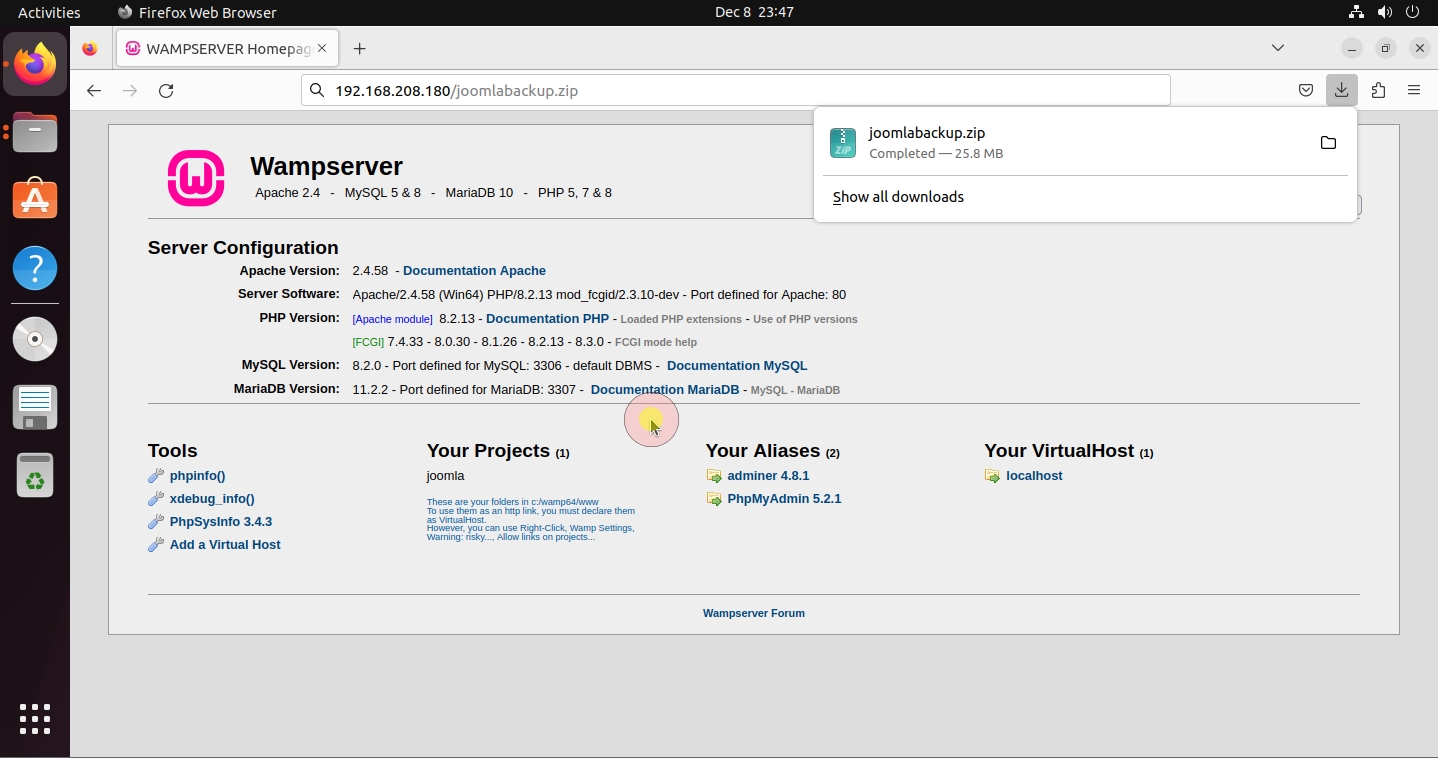 Activities Firefox Web Browser Dec 8 23:47
WAMPSERVER Homepag
192.168.208.180/joomlabackup.zip
joomlabackup.zip
ZiP
Completed — 25.8 MB
Show all downloads
Wampserver
Apache 2.4 - MySQL 5 & 8 - MariaDB 10 - PHP 5, 7 & 8
Server Configuration
Apache Version: 2.4.58 - Documentation Apache
Server Software: Apache/2.4.58 (Win64) PHP/8.2.13 mod_fcgid/2.3.10-dev - Port defined for Apache: 80
PHP Version: [Apache module] 8.2.13 - Documentation PHP - Loaded PHP extensions - Use of PHP versions
[FCGI] 7.4.33 - 8.0.30 - 8.1.26 - 8.2.13 - 8.3.0 - FCGI mode help
MySQL Version: 8.2.0 - Port defined for MySQL: 3306 - default DBMS - Documentation MySQL
MariaDB Version: 11.2.2 - Port defined for MariaDB: 3307 - Documentation MariaDB - MySQL - MariaDB
Tools
phpinfo()
xdebug_info()
PhpSysInfo 3.4.3
Add a Virtual Host
Your Projects (1)
joomla
These are your folders in c:/wamp64/www
To use them as an http link, you must declare them
as VirtualHost.
However, you can use Right-Click, Wamp Settings,
Warning: risky..., Allow links on projects...
Your Aliases (2)
adminer 4.8.1
PhpMyAdmin 5.2.1
Your VirtualHost (1)
localhost
Wampserver Forum